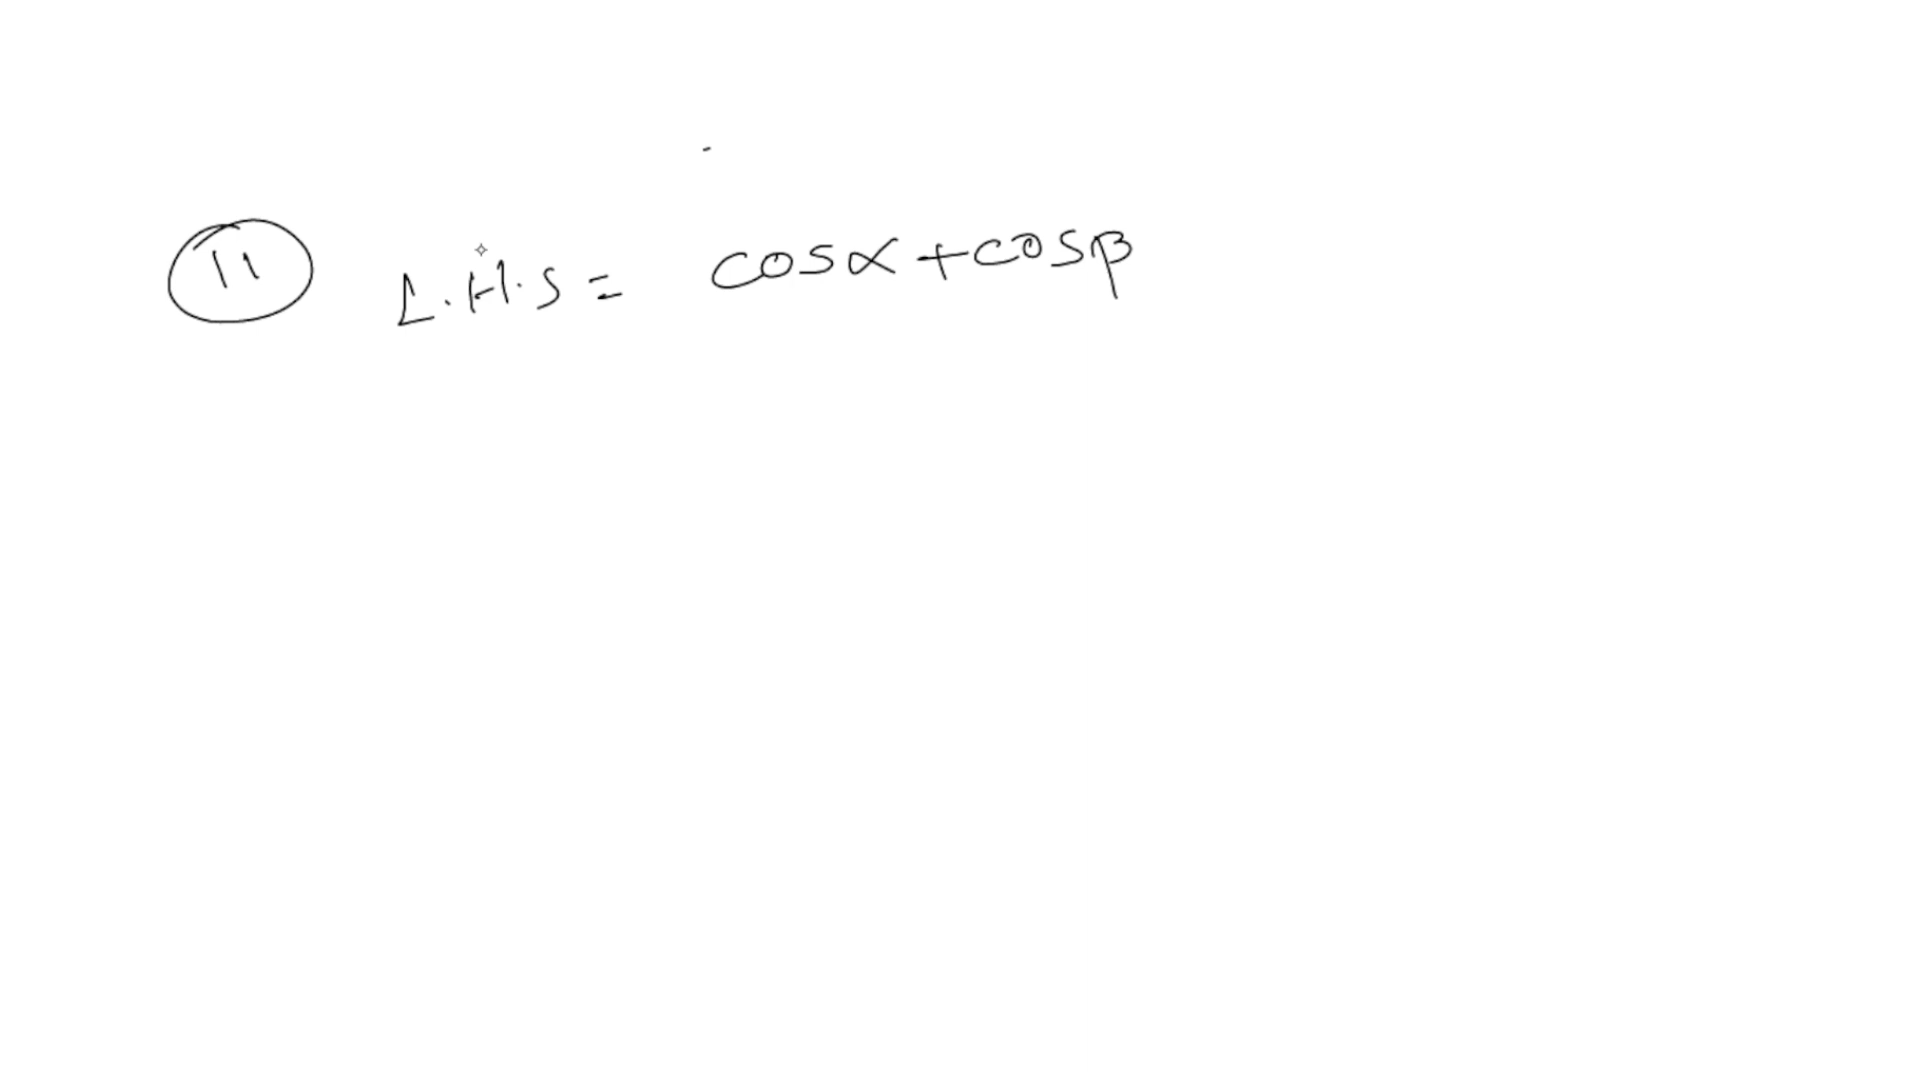 11 L.H.S = cosα + cosβ